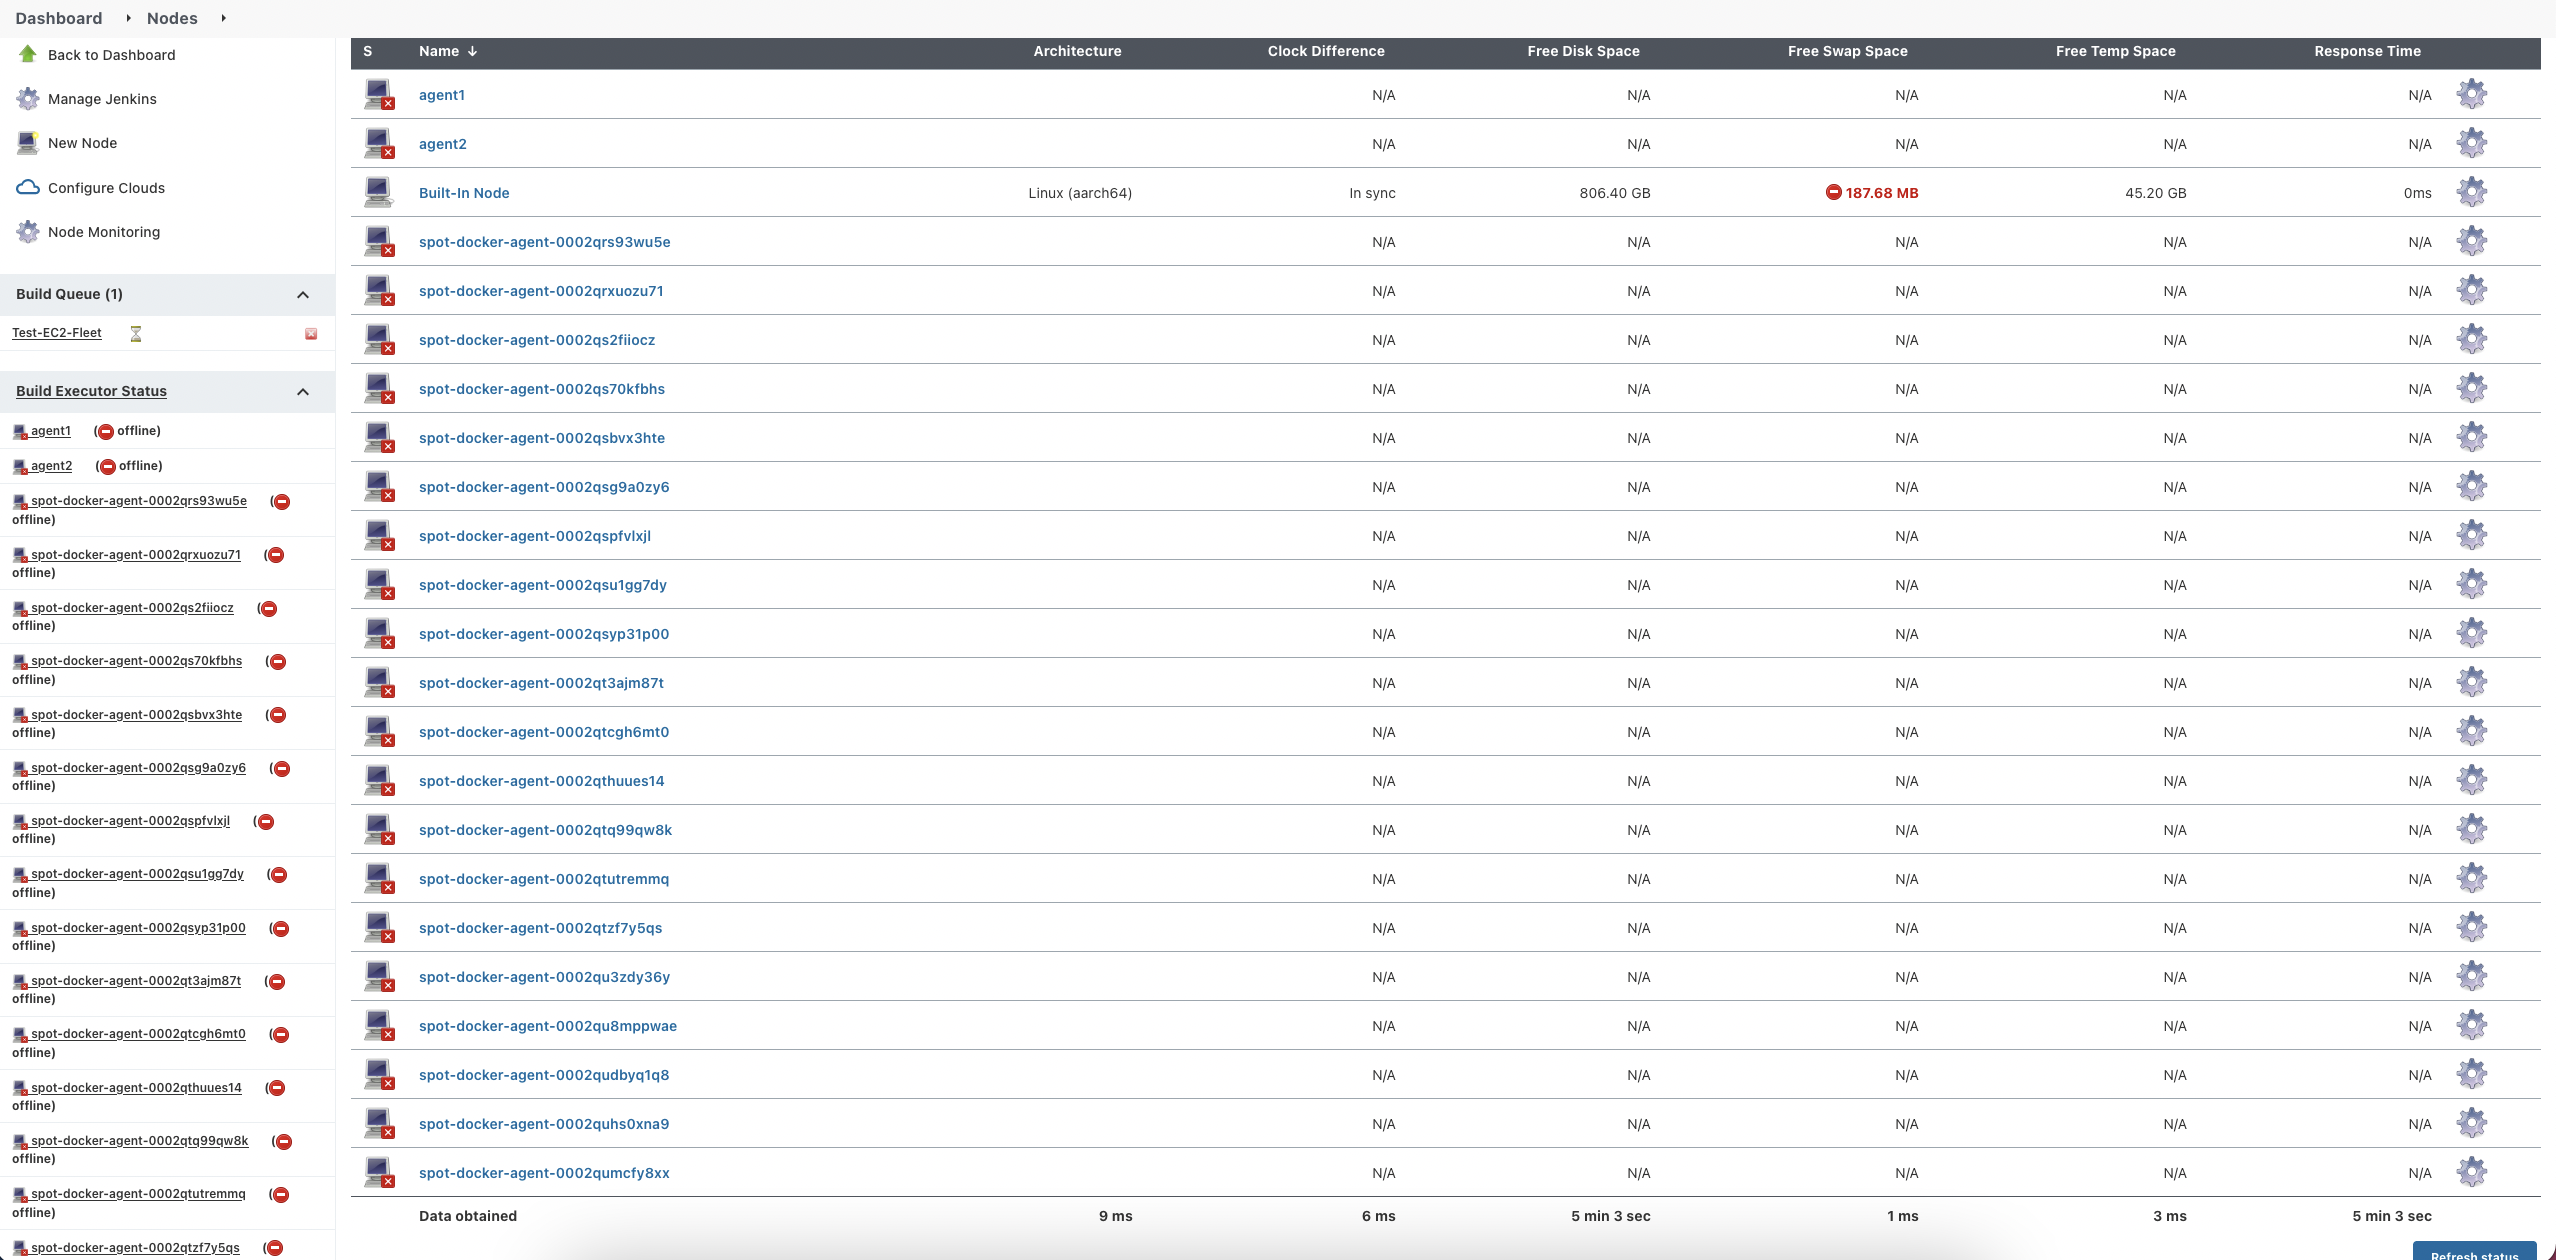 Dashboard
Nodes
Back to Dashboard
Manage Jenkins
New Node
Configure Clouds
Node Monitoring
Build Queue (1)
Test-EC2-Fleet
Build Executor Status
agent1 ( offline)
agent2 ( offline)
spot-docker-agent-0002qrs93wu5e (
offline)
spot-docker-agent-0002qrxuozu71 (
offline)
spot-docker-agent-0002qs2fiiocz (
offline)
spot-docker-agent-0002qs70kfbhs (
offline)
spot-docker-agent-0002qsbvx3hte (
offline)
spot-docker-agent-0002qsg9a0zy6 (
offline)
spot-docker-agent-0002qspfvlxjl (
offline)
spot-docker-agent-0002qsu1gg7dy (
offline)
spot-docker-agent-0002qsyp31p00 (
offline)
spot-docker-agent-0002qt3ajm87t (
offline)
spot-docker-agent-0002qtcgh6mt0 (
offline)
spot-docker-agent-0002qthuues14 (
offline)
spot-docker-agent-0002qtq99qw8k (
offline)
spot-docker-agent-0002qtutremmq (
offline)
spot-docker-agent-0002qtzf7y5qs (
S Name ↓ Architecture Clock Difference Free Disk Space Free Swap Space Free Temp Space Response Time
agent1 N/A N/A N/A N/A N/A
agent2 N/A N/A N/A N/A N/A
Built-In Node Linux (aarch64) In sync 806.40 GB 187.68 MB 45.20 GB 0ms
spot-docker-agent-0002qrs93wu5e N/A N/A N/A N/A N/A
spot-docker-agent-0002qrxuozu71 N/A N/A N/A N/A N/A
spot-docker-agent-0002qs2fiiocz N/A N/A N/A N/A N/A
spot-docker-agent-0002qs70kfbhs N/A N/A N/A N/A N/A
spot-docker-agent-0002qsbvx3hte N/A N/A N/A N/A N/A
spot-docker-agent-0002qsg9a0zy6 N/A N/A N/A N/A N/A
spot-docker-agent-0002qspfvlxjl N/A N/A N/A N/A N/A
spot-docker-agent-0002qsu1gg7dy N/A N/A N/A N/A N/A
spot-docker-agent-0002qsyp31p00 N/A N/A N/A N/A N/A
spot-docker-agent-0002qt3ajm87t N/A N/A N/A N/A N/A
spot-docker-agent-0002qtcgh6mt0 N/A N/A N/A N/A N/A
spot-docker-agent-0002qthuues14 N/A N/A N/A N/A N/A
spot-docker-agent-0002qtq99qw8k N/A N/A N/A N/A N/A
spot-docker-agent-0002qtutremmq N/A N/A N/A N/A N/A
spot-docker-agent-0002qtzf7y5qs N/A N/A N/A N/A N/A
spot-docker-agent-0002qu3zdy36y N/A N/A N/A N/A N/A
spot-docker-agent-0002qu8mppwae N/A N/A N/A N/A N/A
spot-docker-agent-0002qudbyq1q8 N/A N/A N/A N/A N/A
spot-docker-agent-0002quhs0xna9 N/A N/A N/A N/A N/A
spot-docker-agent-0002qumcfy8xx N/A N/A N/A N/A N/A
Data obtained 9 ms 6 ms 5 min 3 sec 1 ms 3 ms 5 min 3 sec
Refresh status